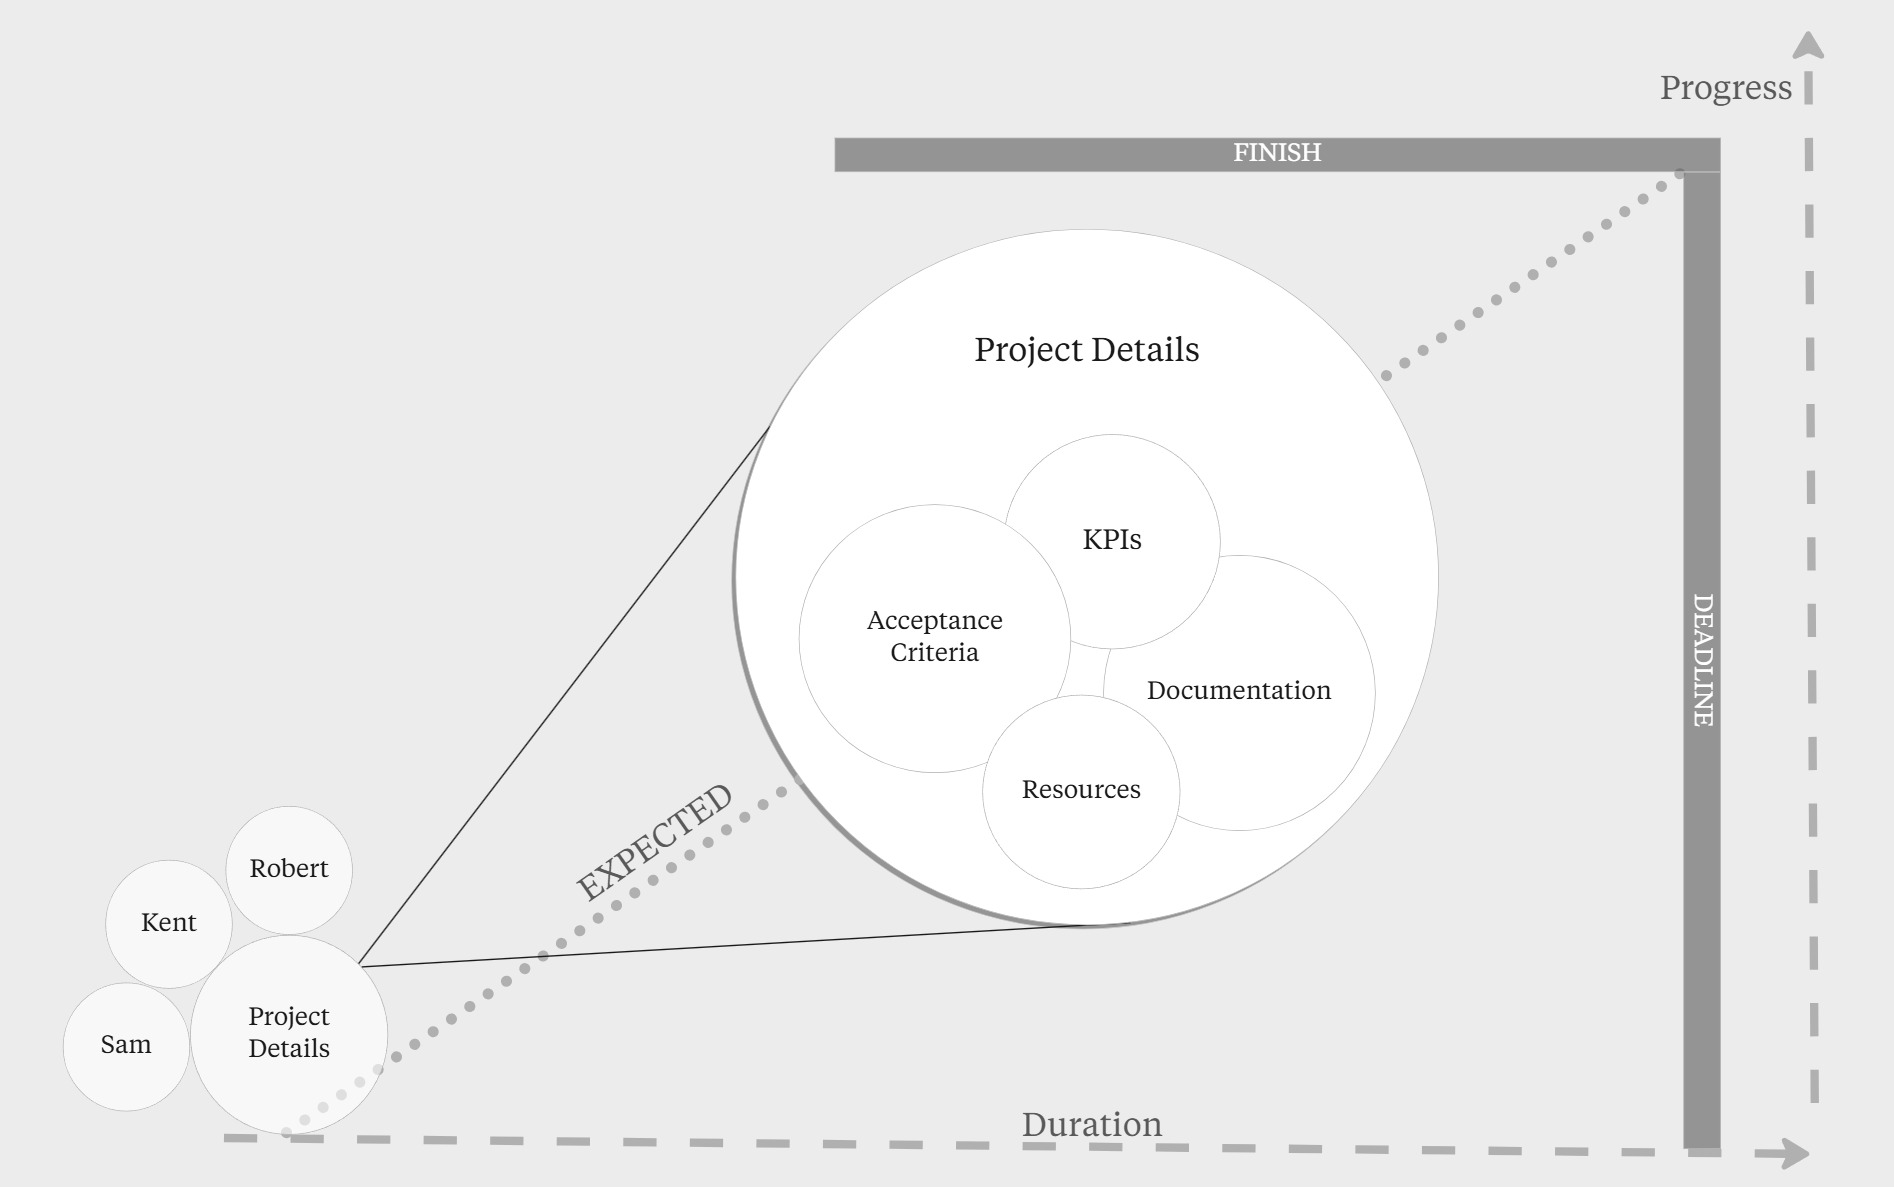 Progress
FINISH
Project Details
KPIs
Acceptance
Criteria
Documentation
DEADLINE
Resources
EXPECTED
Robert
Kent
Project
Details
Sam
Duration